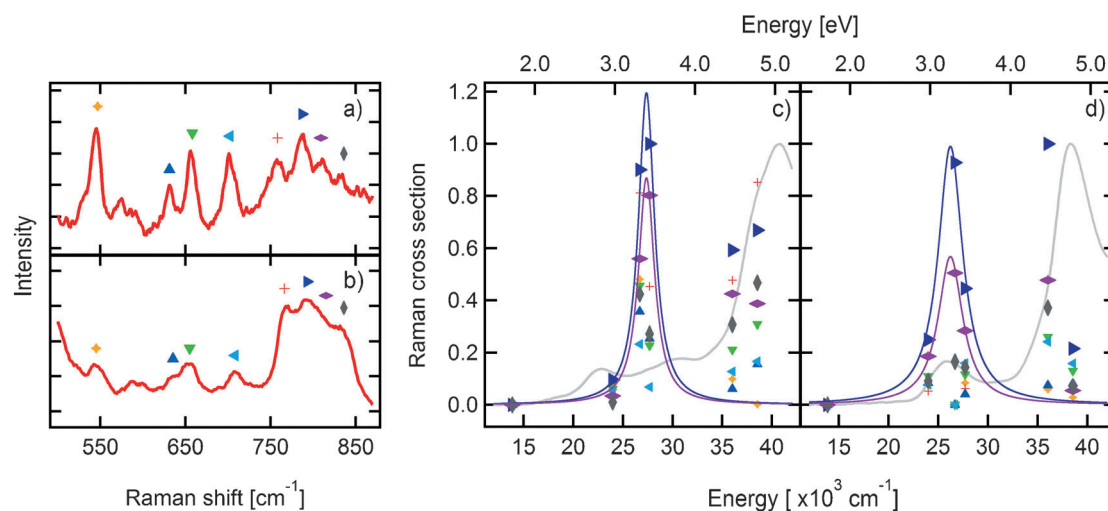 Energy [eV]
2.0 3.0 4.0 5.0 2.0 3.0 4.0 5.0
a)
b)
Intensity
550 650 750 850
Raman shift [cm-1]
c)
d)
1.2
1.0
0.8
0.6
0.4
0.2
0.0
Raman cross section
15 20 25 30 35 40 15 20 25 30 35 40
Energy [ x10³ cm⁻¹]